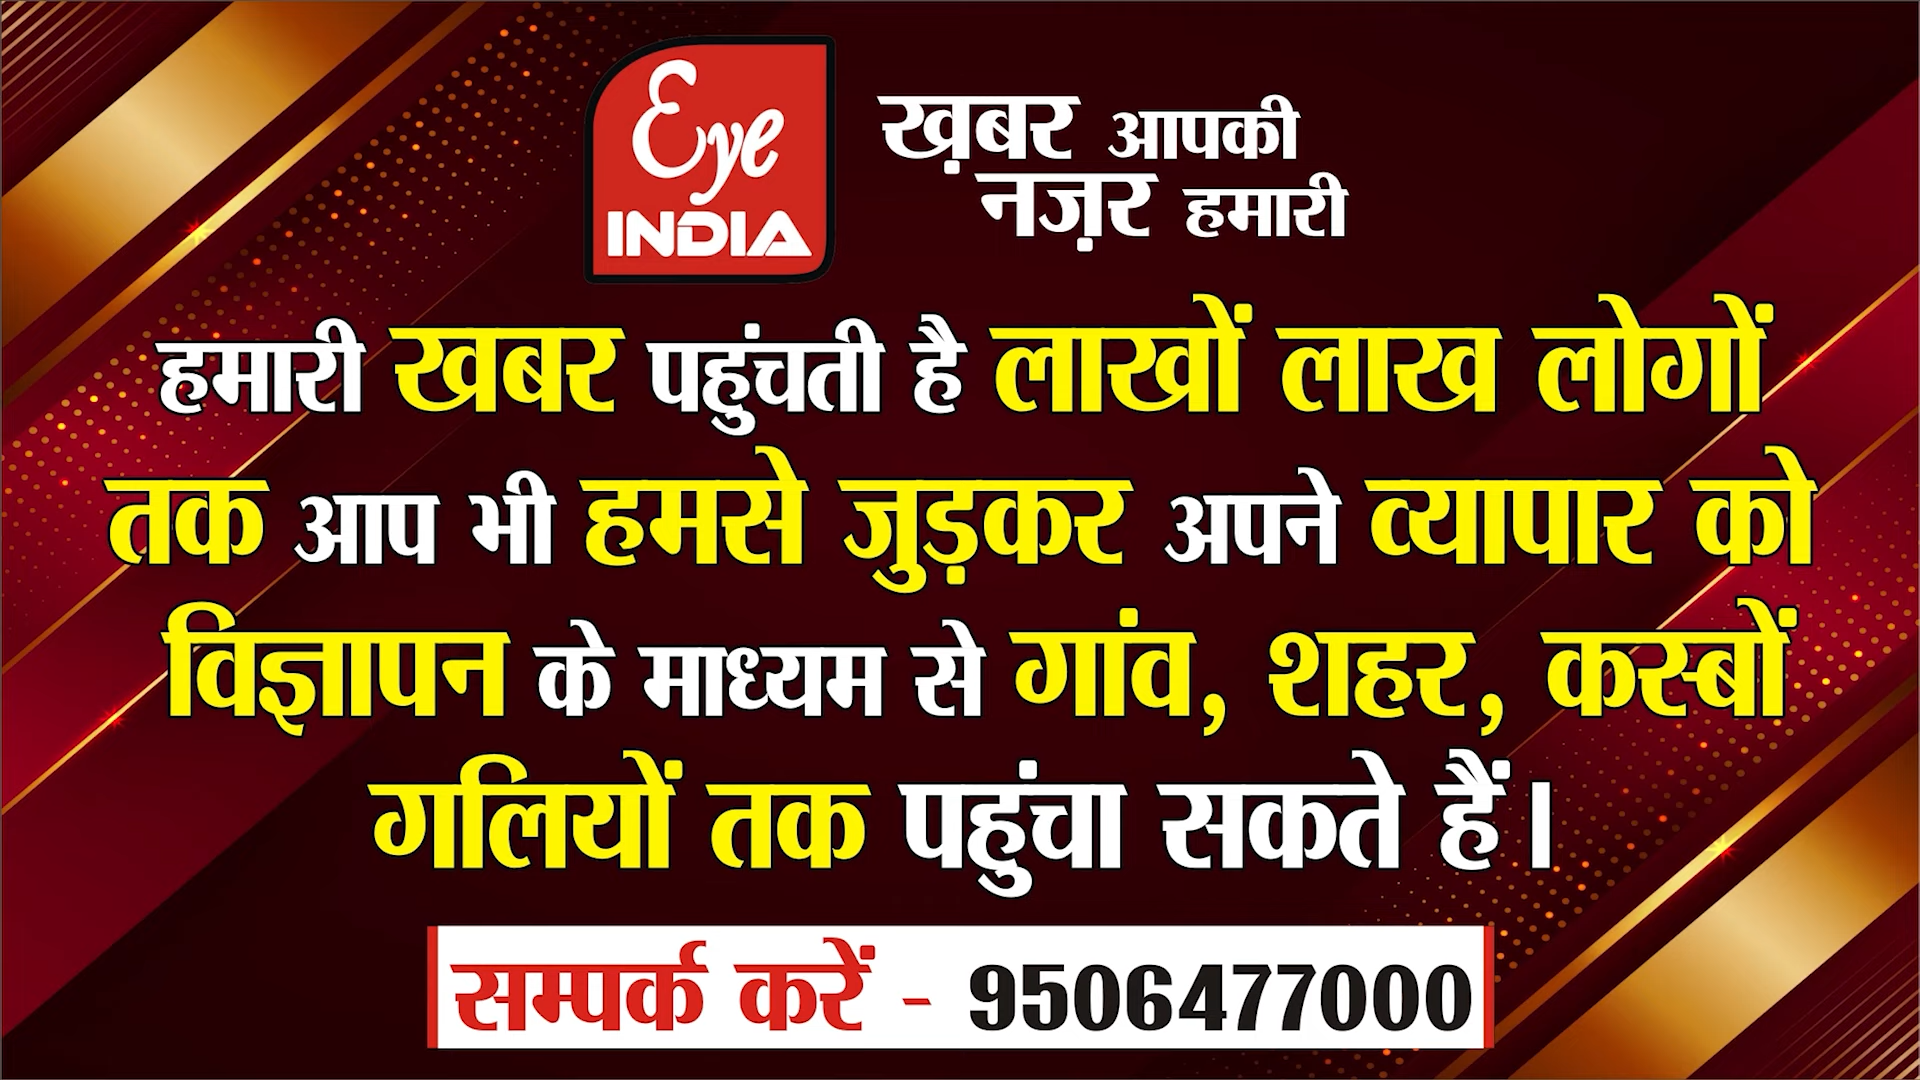 Eye
INDIA
ख़बर आपकी
नज़र हमारी
हमारी खबर पहुंचती है लाखों लाख लोगों
तक आप भी हमसे जुड़कर अपने व्यापार को
विज्ञापन के माध्यम से गांव, शहर, कस्बों
गलियों तक पहुंचा सकते हैं।
सम्पर्क करें - 9506477000